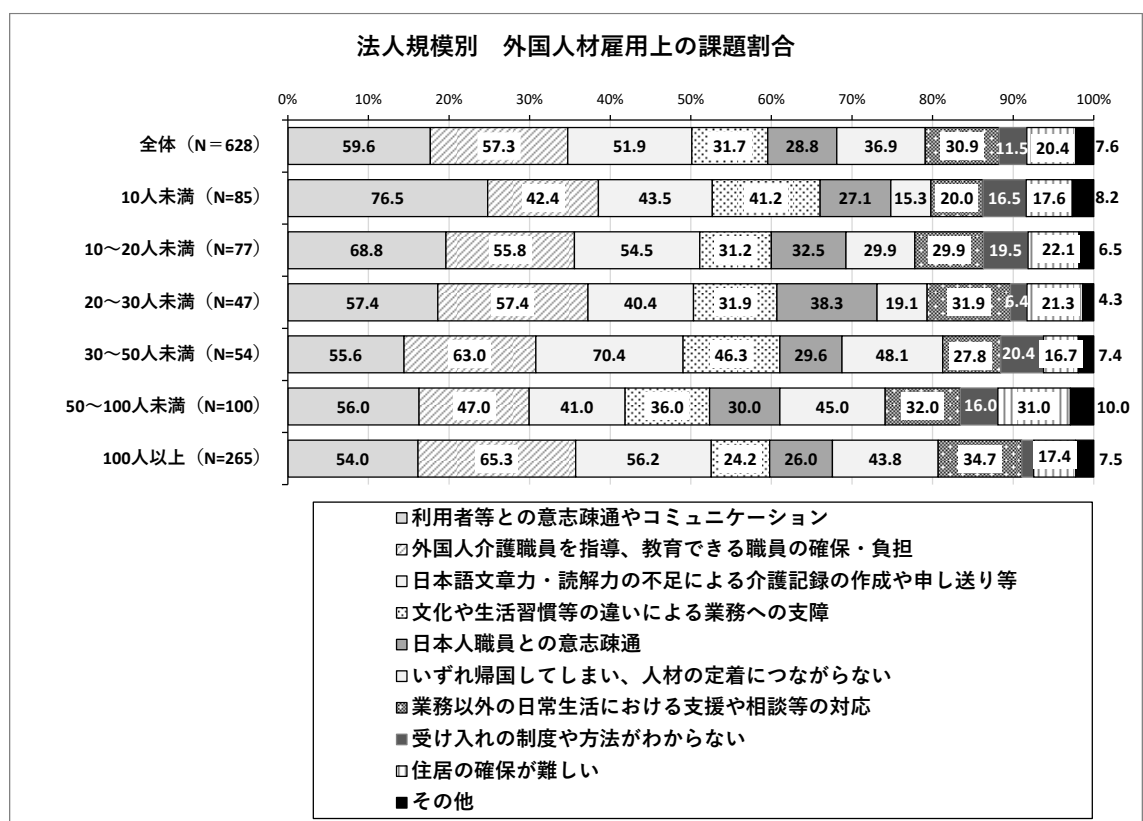 法人規模別　外国人材雇用上の課題割合
0% 10% 20% 30% 40% 50% 60% 70% 80% 90% 100%
全体（N＝628） 59.6 57.3 51.9 31.7 28.8 36.9 30.9 11.5 20.4 7.6
10人未満（N=85） 76.5 42.4 43.5 41.2 27.1 15.3 20.0 16.5 17.6 8.2
10～20人未満（N=77） 68.8 55.8 54.5 31.2 32.5 29.9 29.9 19.5 22.1 6.5
20～30人未満（N=47） 57.4 57.4 40.4 31.9 38.3 19.1 31.9 6.4 21.3 4.3
30～50人未満（N=54） 55.6 63.0 70.4 46.3 29.6 48.1 27.8 20.4 16.7 7.4
50～100人未満（N=100） 56.0 47.0 41.0 36.0 30.0 45.0 32.0 16.0 31.0 10.0
100人以上（N=265） 54.0 65.3 56.2 24.2 26.0 43.8 34.7 17.4 7.5
利用者等との意志疎通やコミュニケーション
外国人介護職員を指導、教育できる職員の確保・負担
日本語文章力・読解力の不足による介護記録の作成や申し送り等
文化や生活習慣等の違いによる業務への支障
日本人職員との意志疎通
いずれ帰国してしまい、人材の定着につながらない
業務以外の日常生活における支援や相談等の対応
受け入れの制度や方法がわからない
住居の確保が難しい
その他